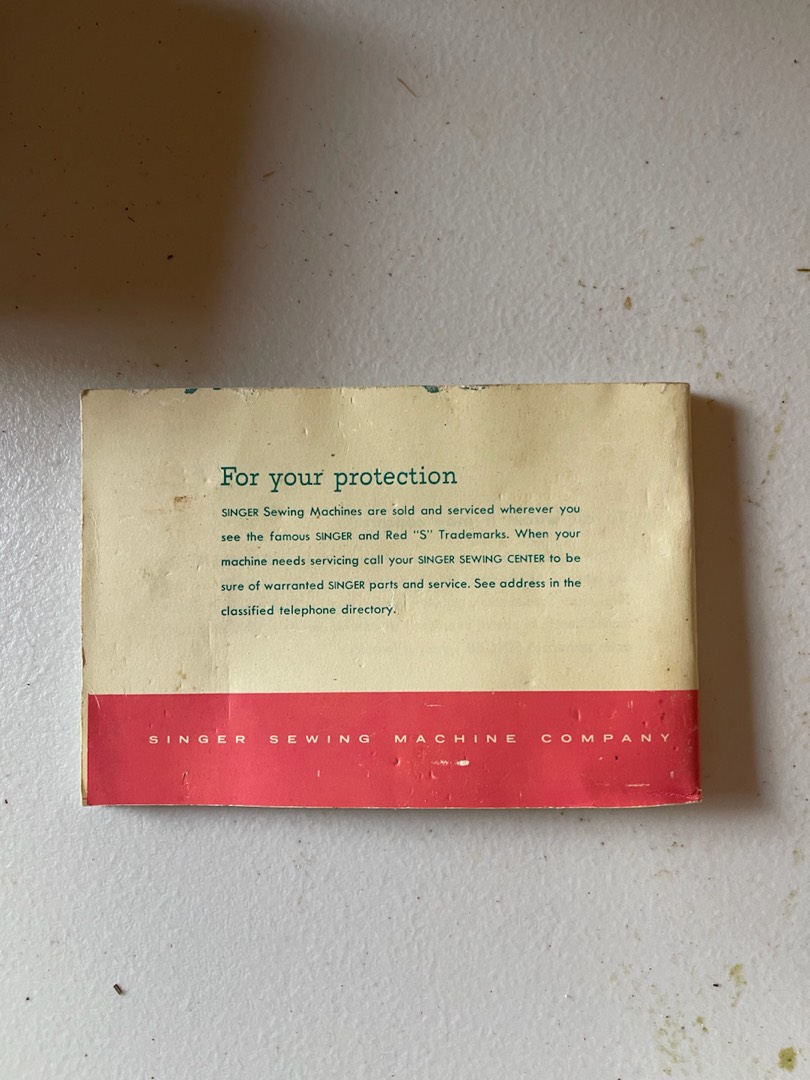 For your protection
SINGER Sewing Machines are sold and serviced wherever you
see the famous SINGER and Red "S" Trademarks. When your
machine needs servicing call your SINGER SEWING CENTER to be
sure of warranted SINGER parts and service. See address in the
classified telephone directory.
SINGER SEWING MACHINE COMPANY